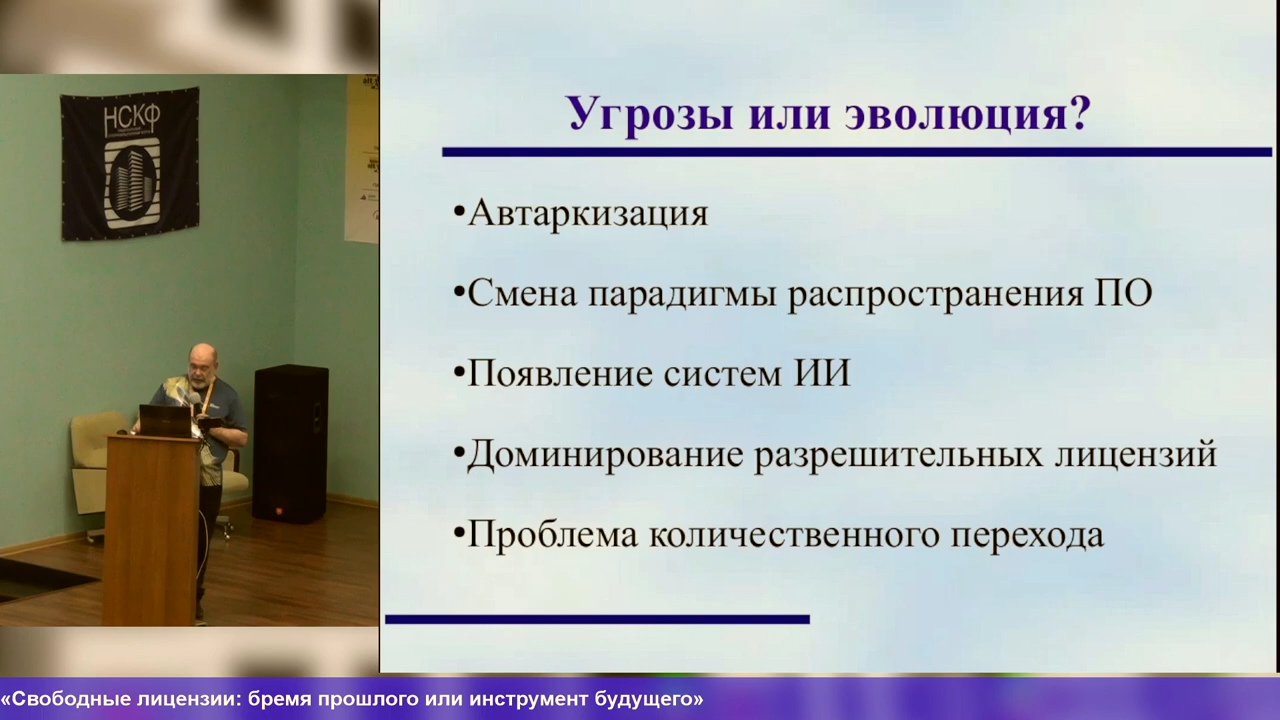 НСКФ
Угрозы или эволюция?
•Автаркизация
•Смена парадигмы распространения ПО
•Появление систем ИИ
•Доминирование разрешительных лицензий
•Проблема количественного перехода
«Свободные лицензии: бремя прошлого или инструмент будущего»